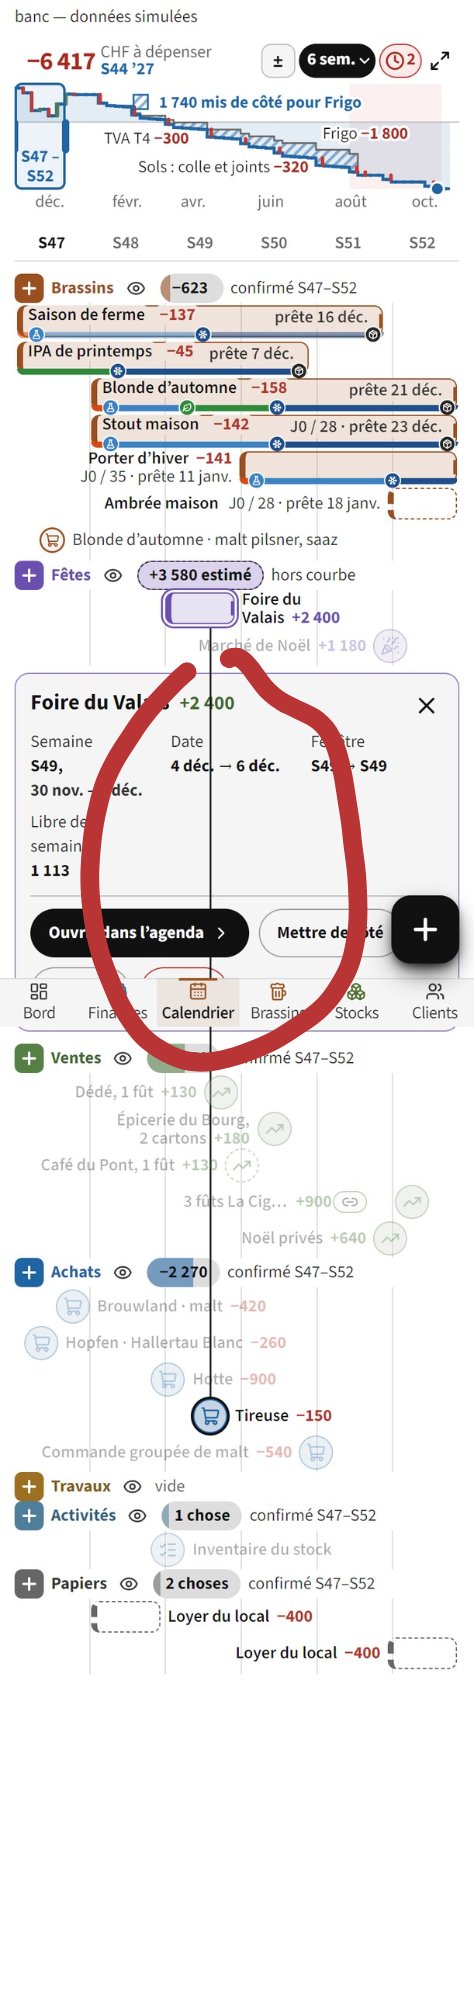 banc — données simulées
−6 417 CHF à dépenser
S44 ’27
±
6 sem.
2
1 740 mis de côté pour Frigo
TVA T4 −300
Frigo −1 800
S47 –
S52
Sols : colle et joints −320
déc.
févr.
avr.
juin
août
oct.
S47 S48 S49 S50 S51 S52
Brassins −623 confirmé S47–S52
Saison de ferme −137 prête 16 déc.
IPA de printemps −45 prête 7 déc.
Blonde d’automne −158 prête 21 déc.
Stout maison −142 J0 / 28 · prête 23 déc.
Porter d’hiver −141
J0 / 35 · prête 11 janv.
Ambrée maison J0 / 28 · prête 18 janv.
Blonde d’automne · malt pilsner, saaz
Fêtes +3 580 estimé hors courbe
Foire du
Valais +2 400
Marché de Noël +1 180
Foire du Valais +2 400
Semaine Date Fenêtre
S49, 4 déc. → 6 déc. S49 → S49
30 nov. – déc.
Libre de
semain
1 113
Ouvrir dans l’agenda
Mettre de côté
Bord Finances Calendrier Brassins Stocks Clients
Ventes confirmé S47–S52
Dédé, 1 fût +130
Épicerie du Bourg,
2 cartons +180
Café du Pont, 1 fût +130
3 fûts La Cig… +900
Noël privés +640
Achats −2 270 confirmé S47–S52
Brouwland · malt −420
Hopfen · Hallertau Blanc −260
Hotte −900
Tireuse −150
Commande groupée de malt −540
Travaux vide
Activités 1 chose confirmé S47–S52
Inventaire du stock
Papiers 2 choses confirmé S47–S52
Loyer du local −400
Loyer du local −400